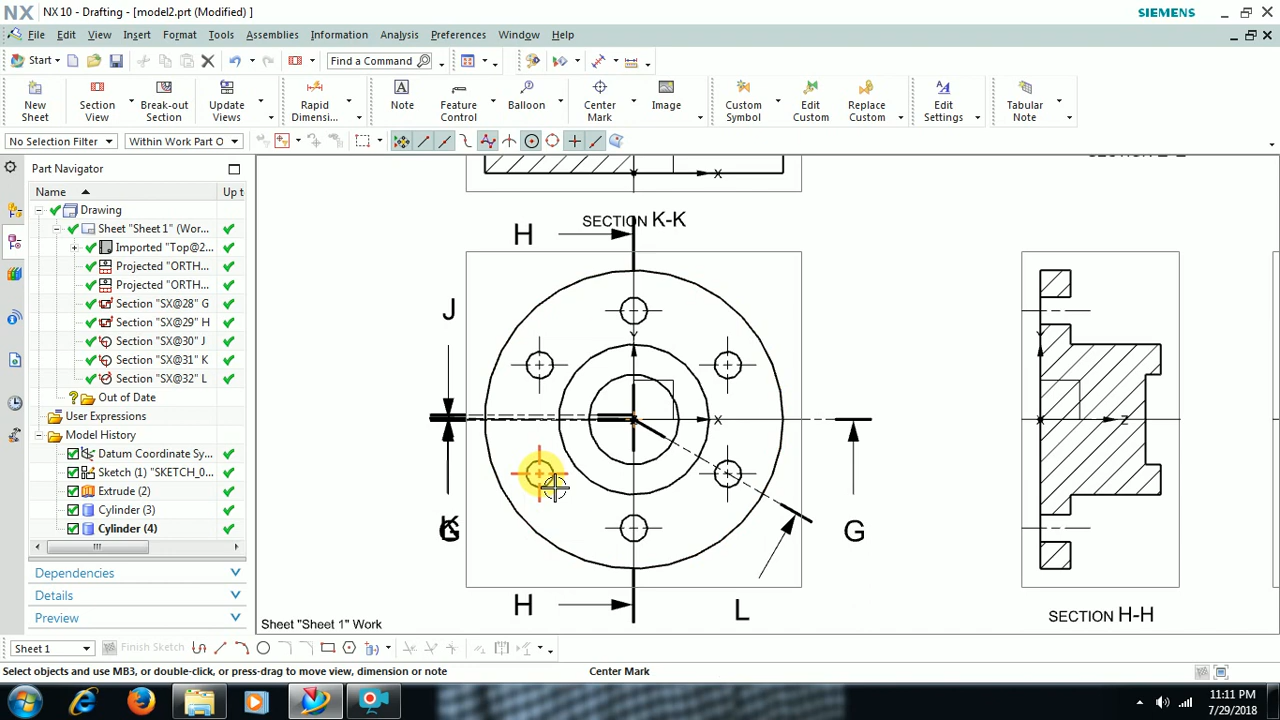 NX NX 10 - Drafting - [model2.prt (Modified) ] SIEMENS
File Edit View Insert Format Tools Assemblies Information Analysis Preferences Window Help
Start Find a Command
New Sheet Section View Break-out Section Update Views Rapid Dimensi... Note Feature Control Balloon Center Mark Image Custom Symbol Edit Custom Replace Custom Edit Settings Tabular Note
No Selection Filter Within Work Part O
Part Navigator
Name Up t
Drawing
Sheet "Sheet 1" (Wor...
Imported "Top@2...
Projected "ORTH...
Projected "ORTH...
Section "SX@28" G
Section "SX@29" H
Section "SX@30" J
Section "SX@31" K
Section "SX@32" L
Out of Date
User Expressions
Model History
Datum Coordinate Sy...
Sketch (1) "SKETCH_0...
Extrude (2)
Cylinder (3)
Cylinder (4)
Dependencies
Details
Preview
X
SECTION K-K
H
J
Y
X
Y
Z
K
G
G
H
L
SECTION H-H
Sheet "Sheet 1" Work
Sheet 1 Finish Sketch
Select objects and use MB3, or double-click, or press-drag to move view, dimension or note Center Mark
11:11 PM
7/29/2018